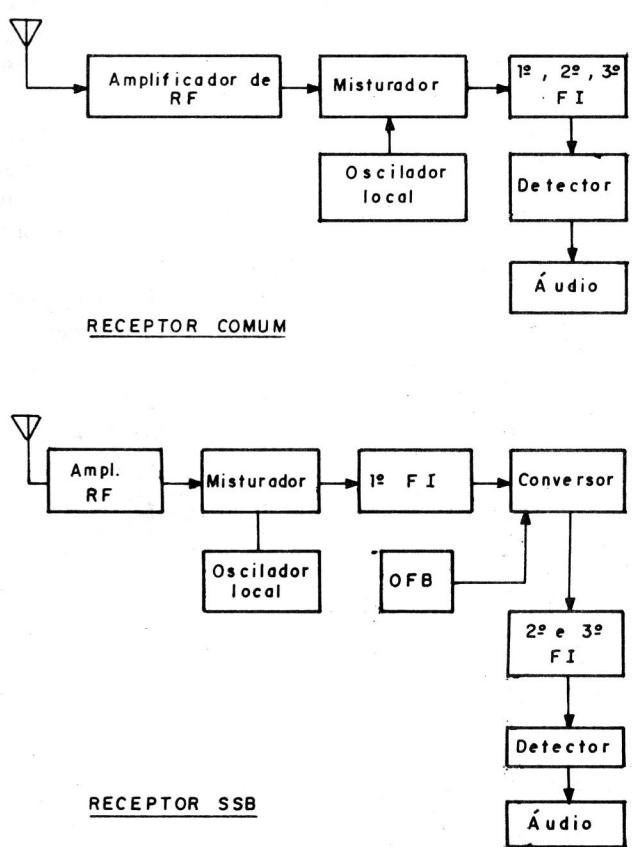 Amplificador de
RF
Misturador
1º, 2º, 3º
FI
Oscilador
local
Detector
Áudio
RECEPTOR COMUM
Ampl.
RF
Misturador
1º FI
Conversor
Oscilador
local
OFB
2º e 3º
FI
Detector
Áudio
RECEPTOR SSB